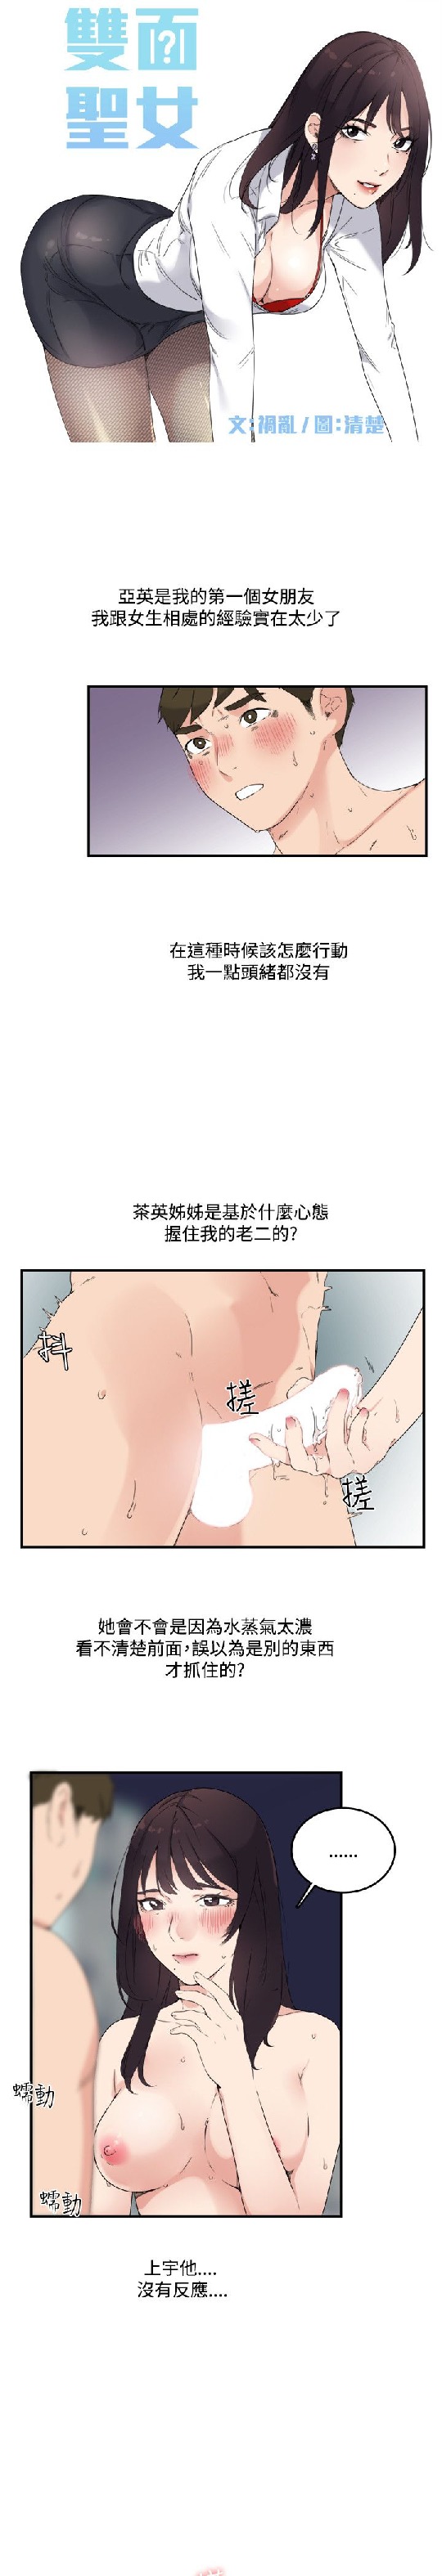 雙面
?
聖女
文:禍亂/圖:清楚
亞英是我的第一個女朋友
我跟女生相處的經驗實在太少了
在這種時候該怎麼行動
我一點頭緒都沒有
茶英姊姊是基於什麼心態
握住我的老二的?
抖
搓
搓
她會不會是因為水蒸氣太濃
看不清楚前面,誤以為是別的東西
才抓住的?
......
蠕動
蠕動
上宇他....
沒有反應....